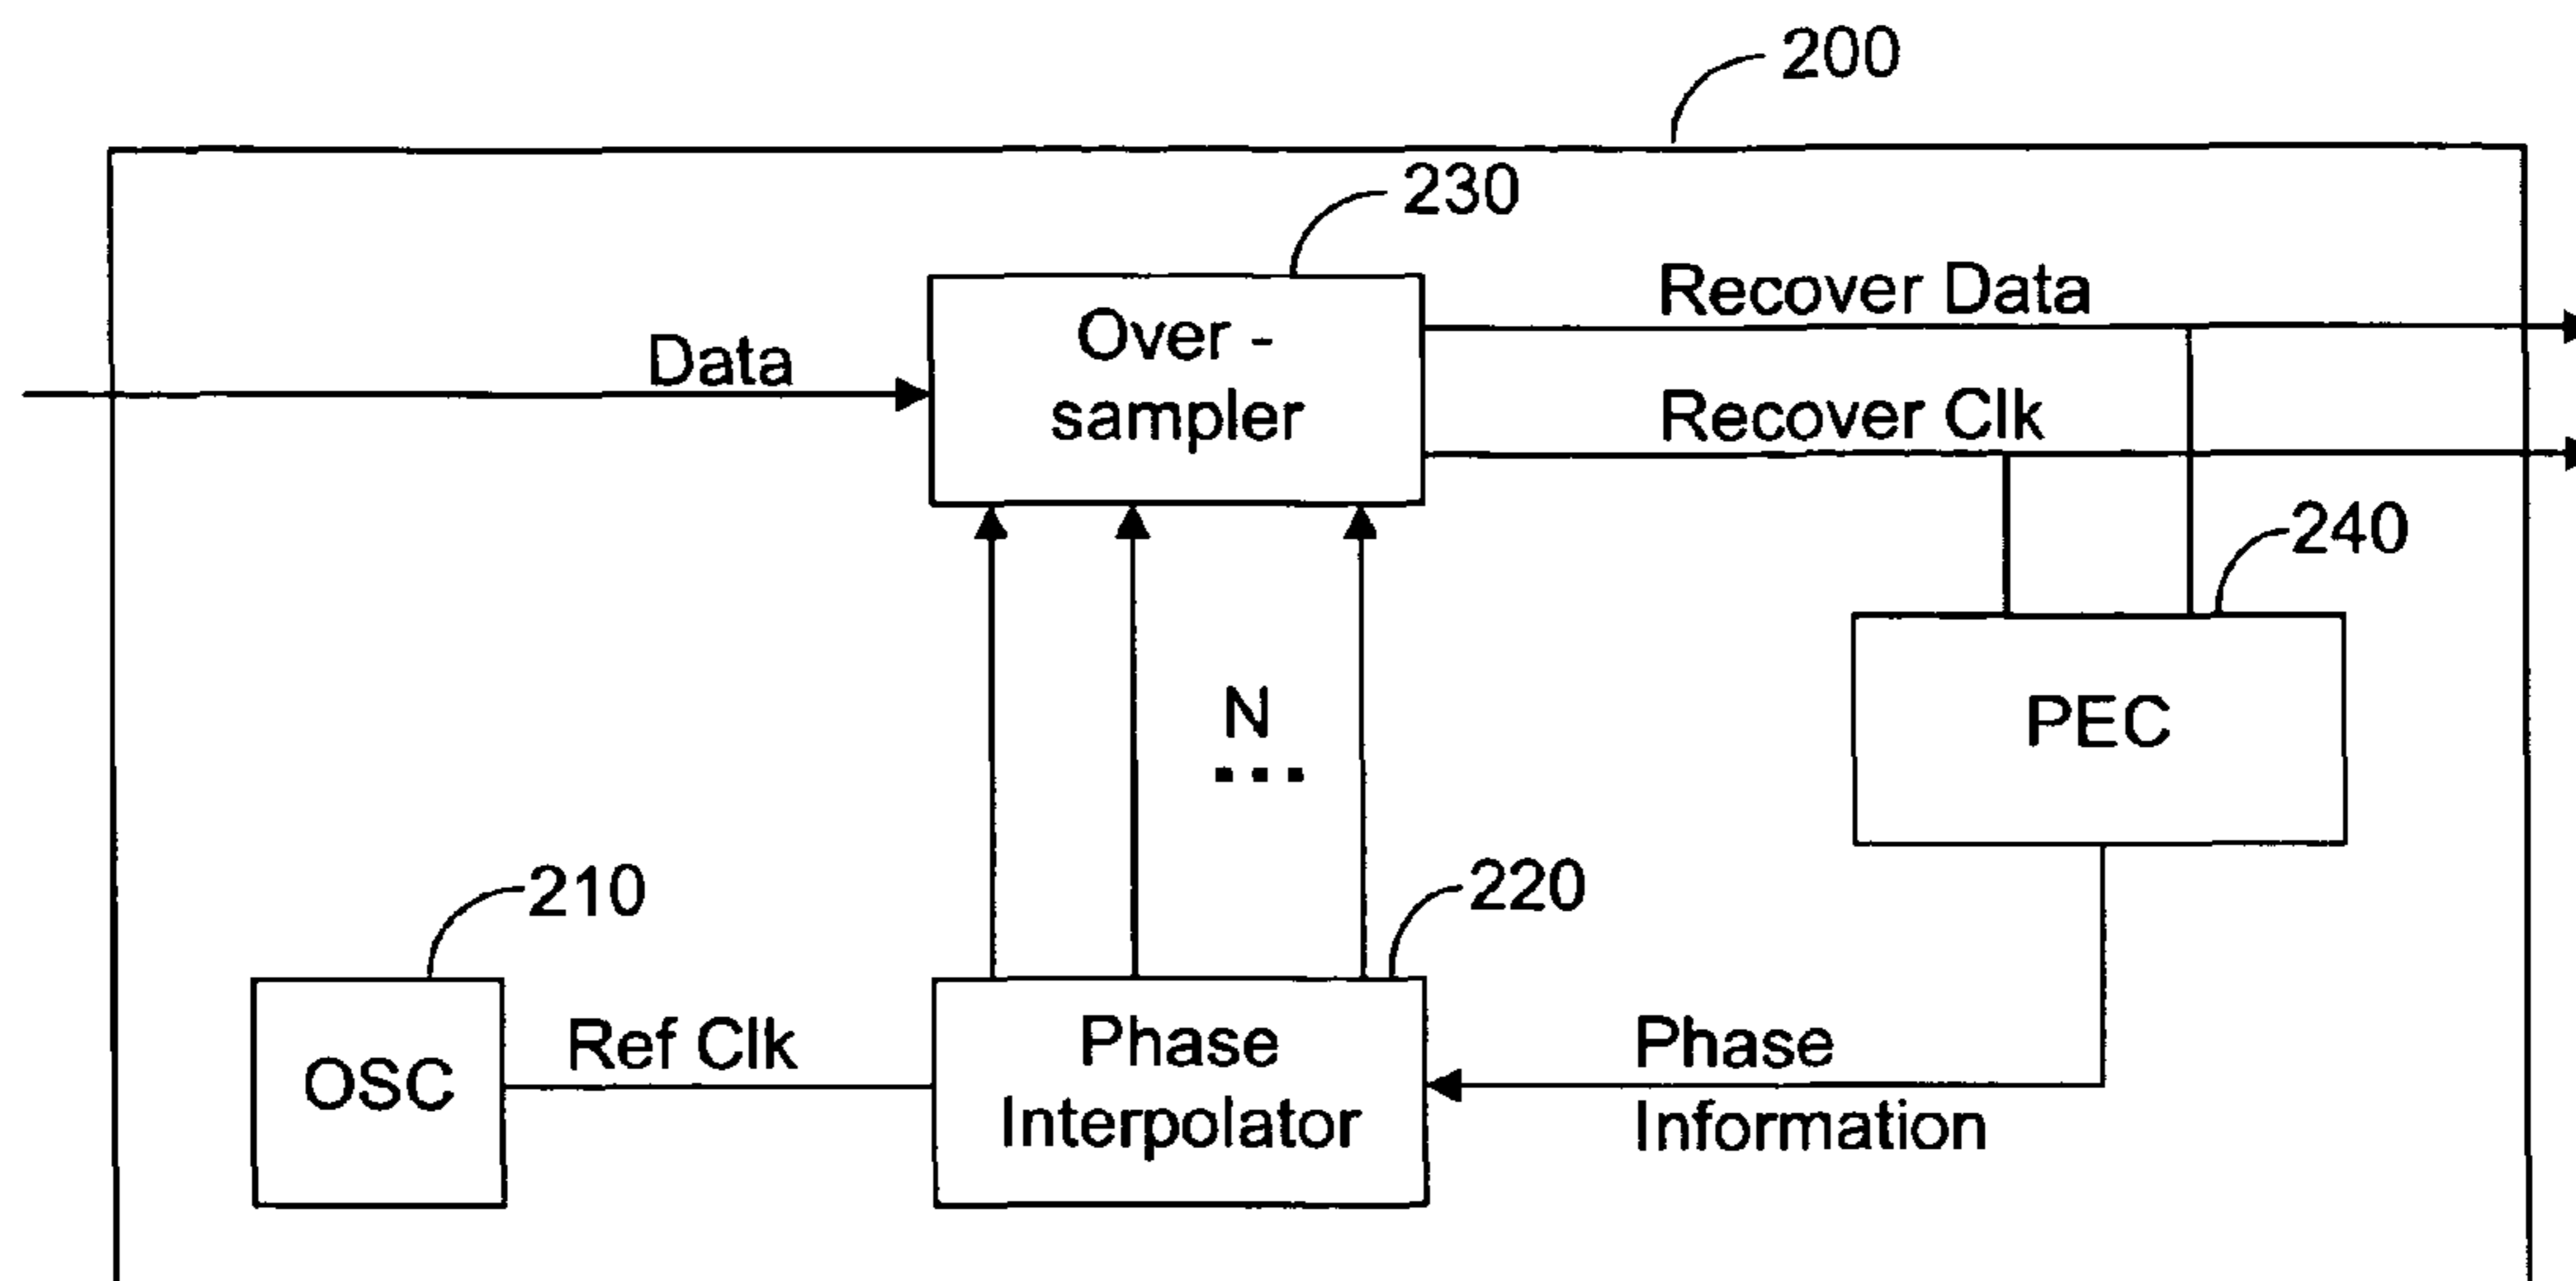 200
230
Over -
sampler
Data
Recover Data
Recover Clk
240
PEC
N
...
210
OSC
Ref Clk
220
Phase
Interpolator
Phase
Information